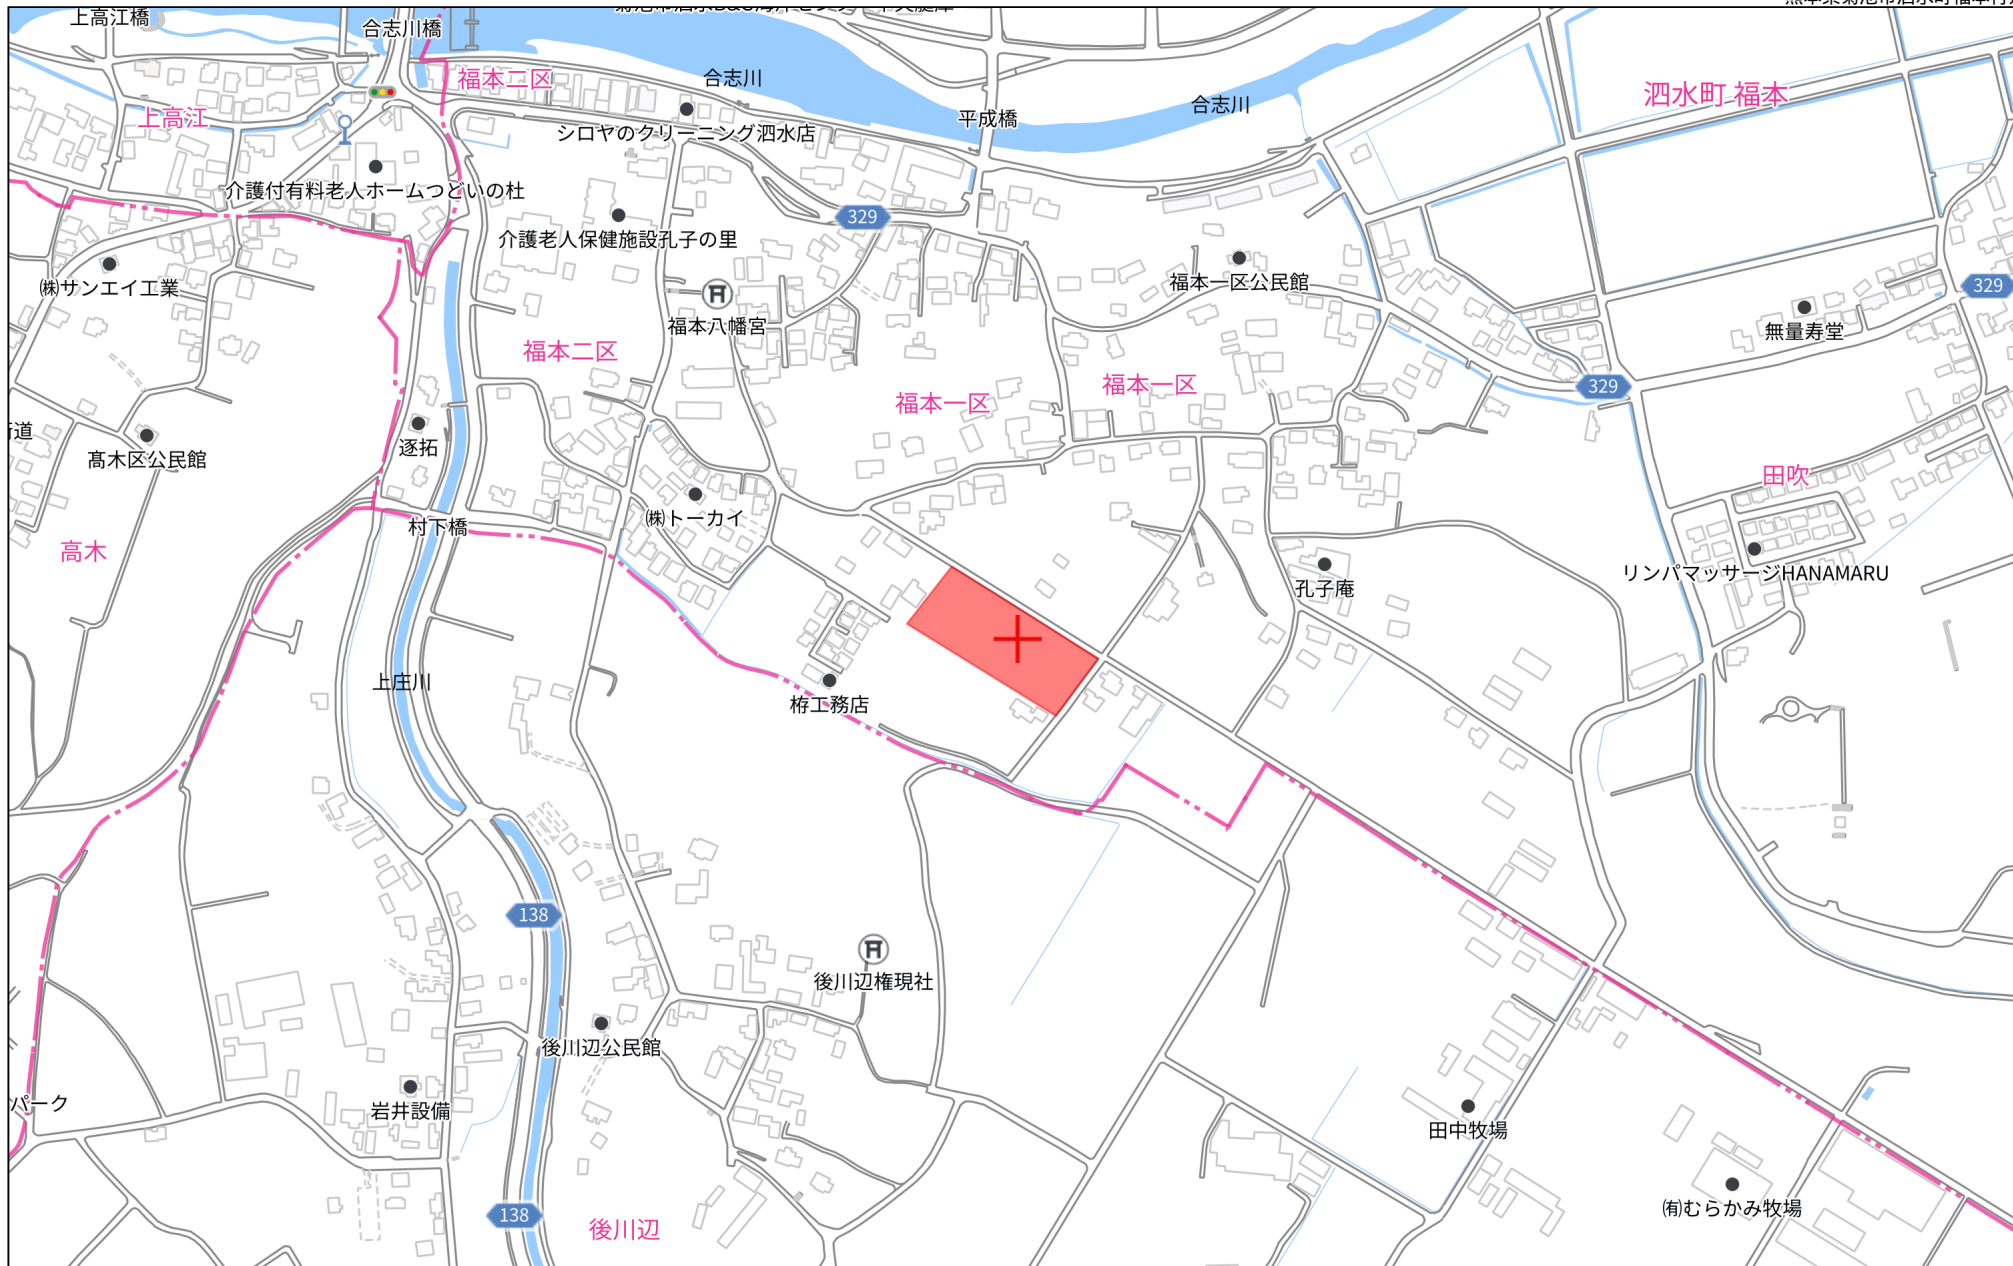 上高江橋
合志川橋
福本二区
合志川
合志川
泗水町 福本
上高江
シロヤのクリーニング泗水店
平成橋
介護付有料老人ホームつどいの杜
介護老人保健施設孔子の里
329
㈱サンエイ工業
福本一区公民館
329
福本八幡宮
無量寿堂
福本二区
福本一区
福本一区
329
逐拓
道
髙木区公民館
田吹
村下橋
㈱トーカイ
高木
孔子庵
リンパマッサージHANAMARU
上庄川
栫工務店
138
後川辺権現社
後川辺公民館
パーク
岩井設備
田中牧場
138
後川辺
㈲むらかみ牧場